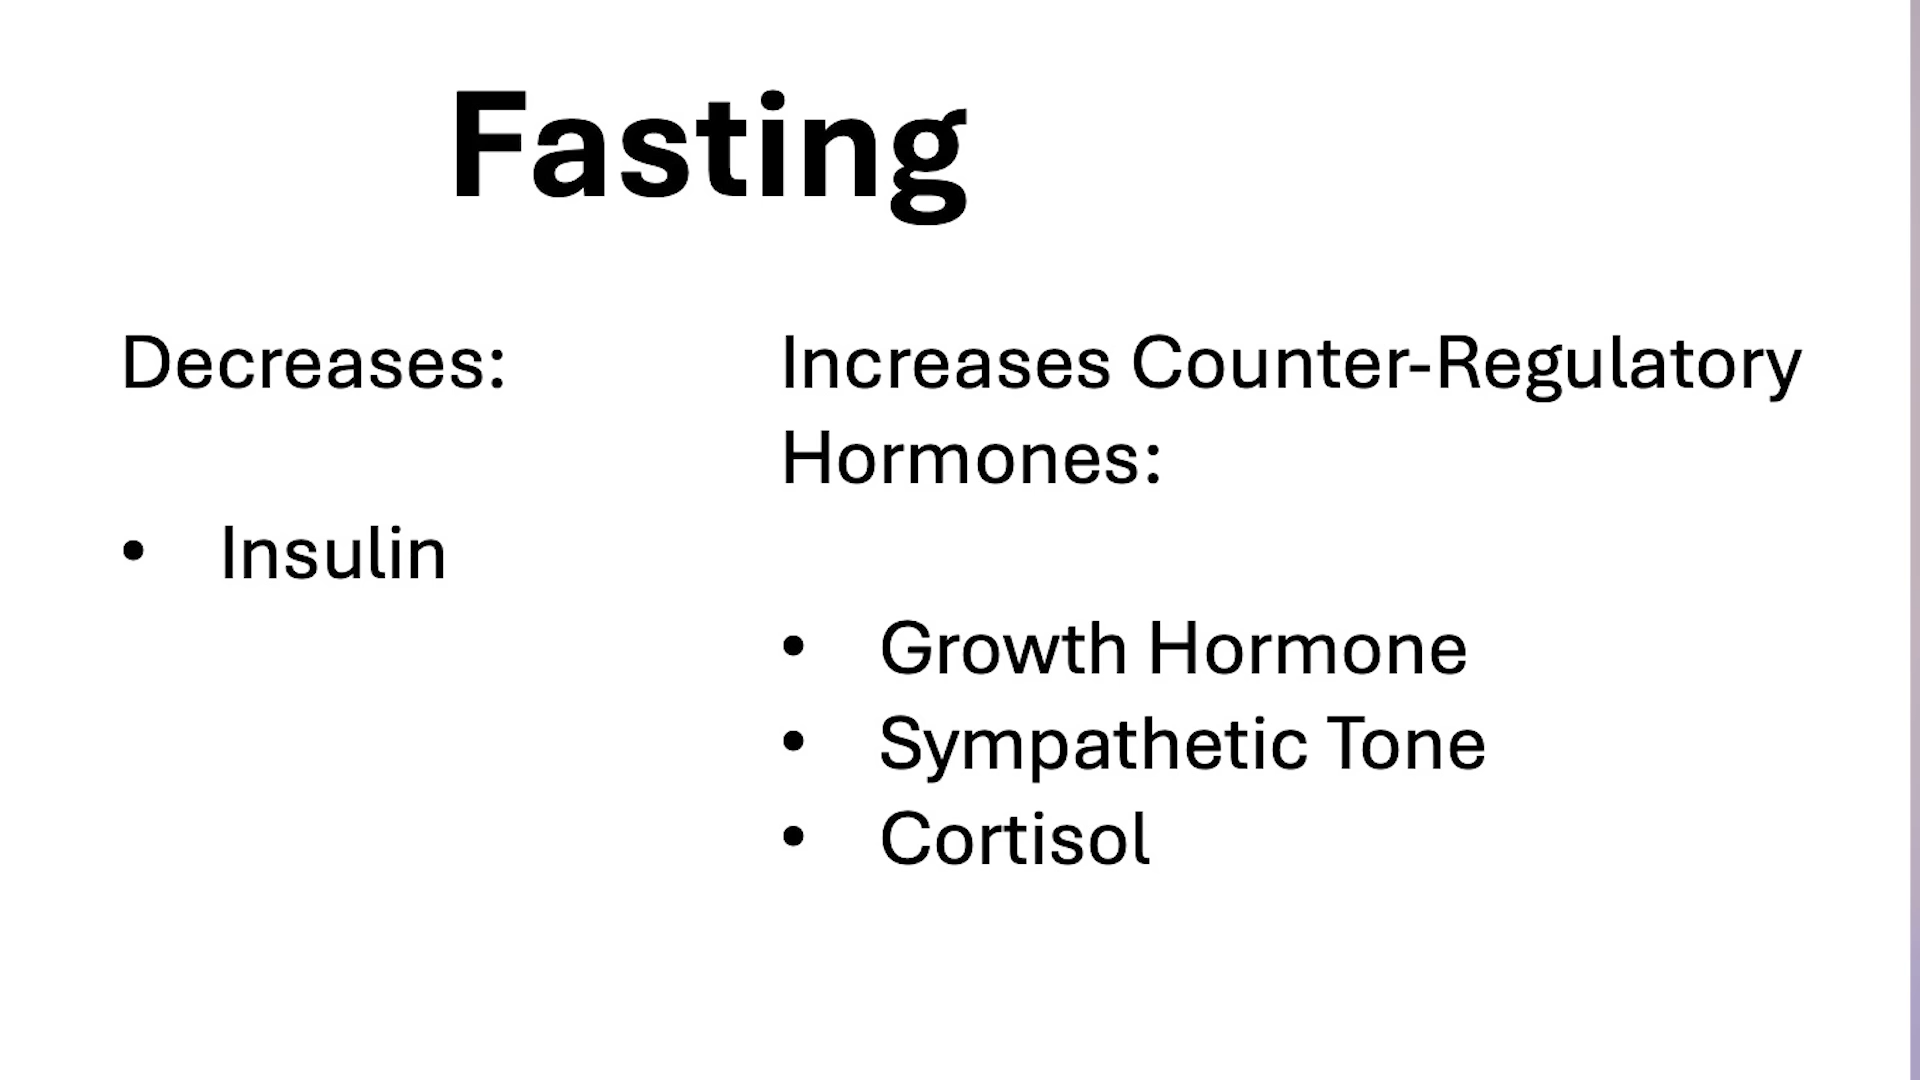 Fasting
Decreases:
• Insulin
Increases Counter-Regulatory
Hormones:
• Growth Hormone
• Sympathetic Tone
• Cortisol